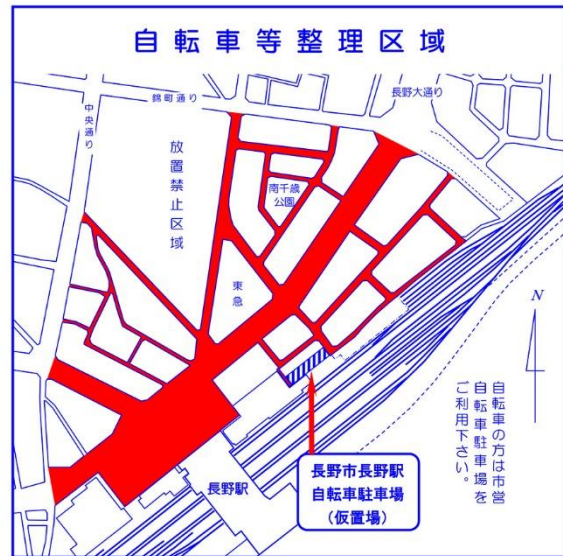 自転車等整理区域
長野大通り
錦町通り
中央通り
放置禁止区域
南千歳
公園
東急
N
自転車の方は市営
自転車駐車場を
ご利用下さい。
長野市長野駅
自転車駐車場
(仮置場)
長野駅